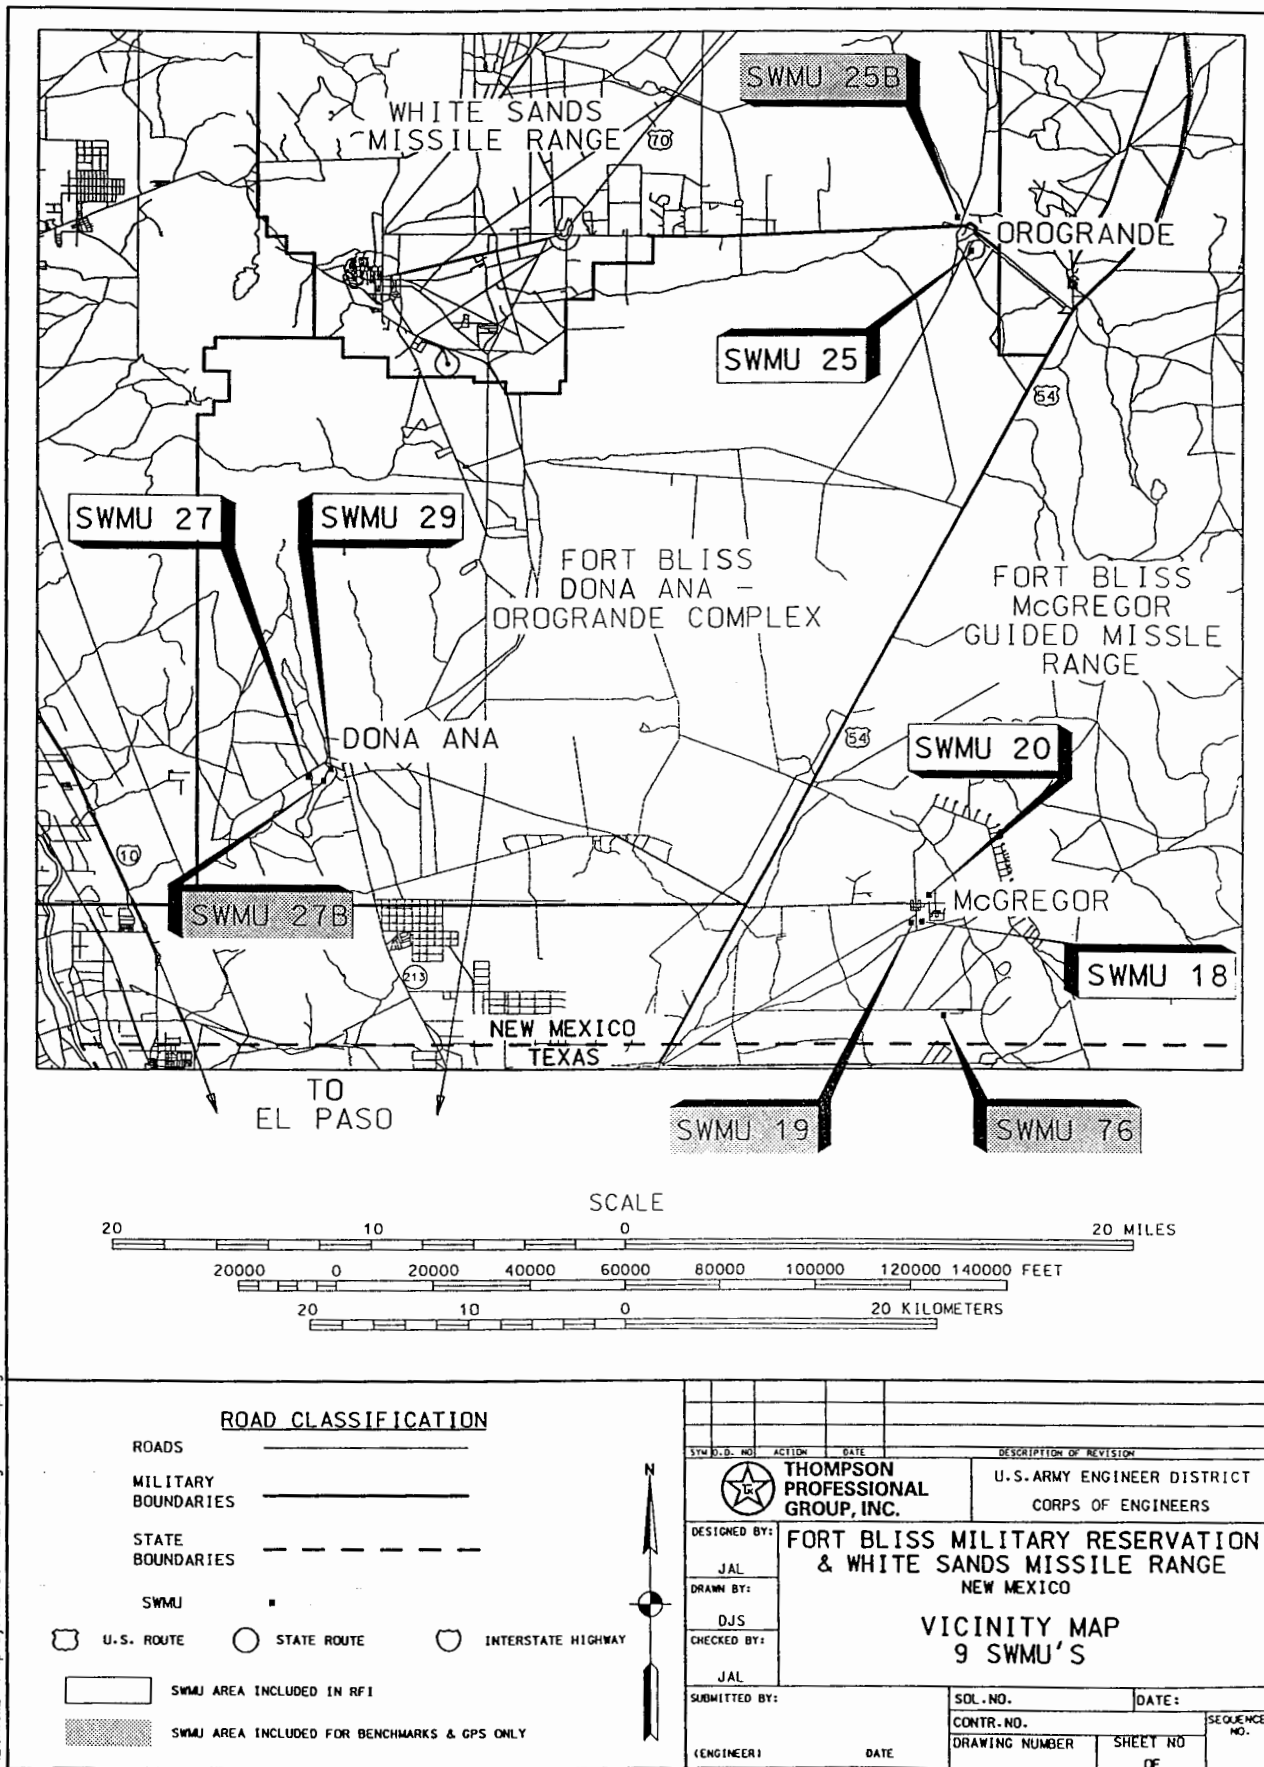 WHITE SANDS
MISSILE RANGE
70
SWMU 25B
OROGRANDE
SWMU 25
54
SWMU 27
SWMU 29
FORT BLISS
DONA ANA -
OROGRANDE COMPLEX
FORT BLISS
McGREGOR
GUIDED MISSLE
RANGE
DONA ANA
54
SWMU 20
10
SWMU 27B
McGREGOR
213
SWMU 18
NEW MEXICO
TEXAS
TO
EL PASO
SWMU 19
SWMU 76
SCALE
20 10 0 20 MILES
20000 0 20000 40000 60000 80000 100000 120000 140000 FEET
20 10 0 20 KILOMETERS
ROAD CLASSIFICATION
ROADS
MILITARY
BOUNDARIES
STATE
BOUNDARIES
SWMU
U.S. ROUTE STATE ROUTE INTERSTATE HIGHWAY
SWMU AREA INCLUDED IN RFI
SWMU AREA INCLUDED FOR BENCHMARKS & GPS ONLY
N
SYM D.D. NO ACTION DATE DESCRIPTION OF REVISION
THOMPSON
PROFESSIONAL
GROUP, INC.
U.S. ARMY ENGINEER DISTRICT
CORPS OF ENGINEERS
DESIGNED BY:
JAL
DRAWN BY:
DJS
CHECKED BY:
JAL
FORT BLISS MILITARY RESERVATION
& WHITE SANDS MISSILE RANGE
NEW MEXICO
VICINITY MAP
9 SWMU'S
SUBMITTED BY:
(ENGINEER) DATE
SOL. NO. DATE:
CONTR. NO.
SEQUENCE
NO.
DRAWING NUMBER SHEET NO
OF